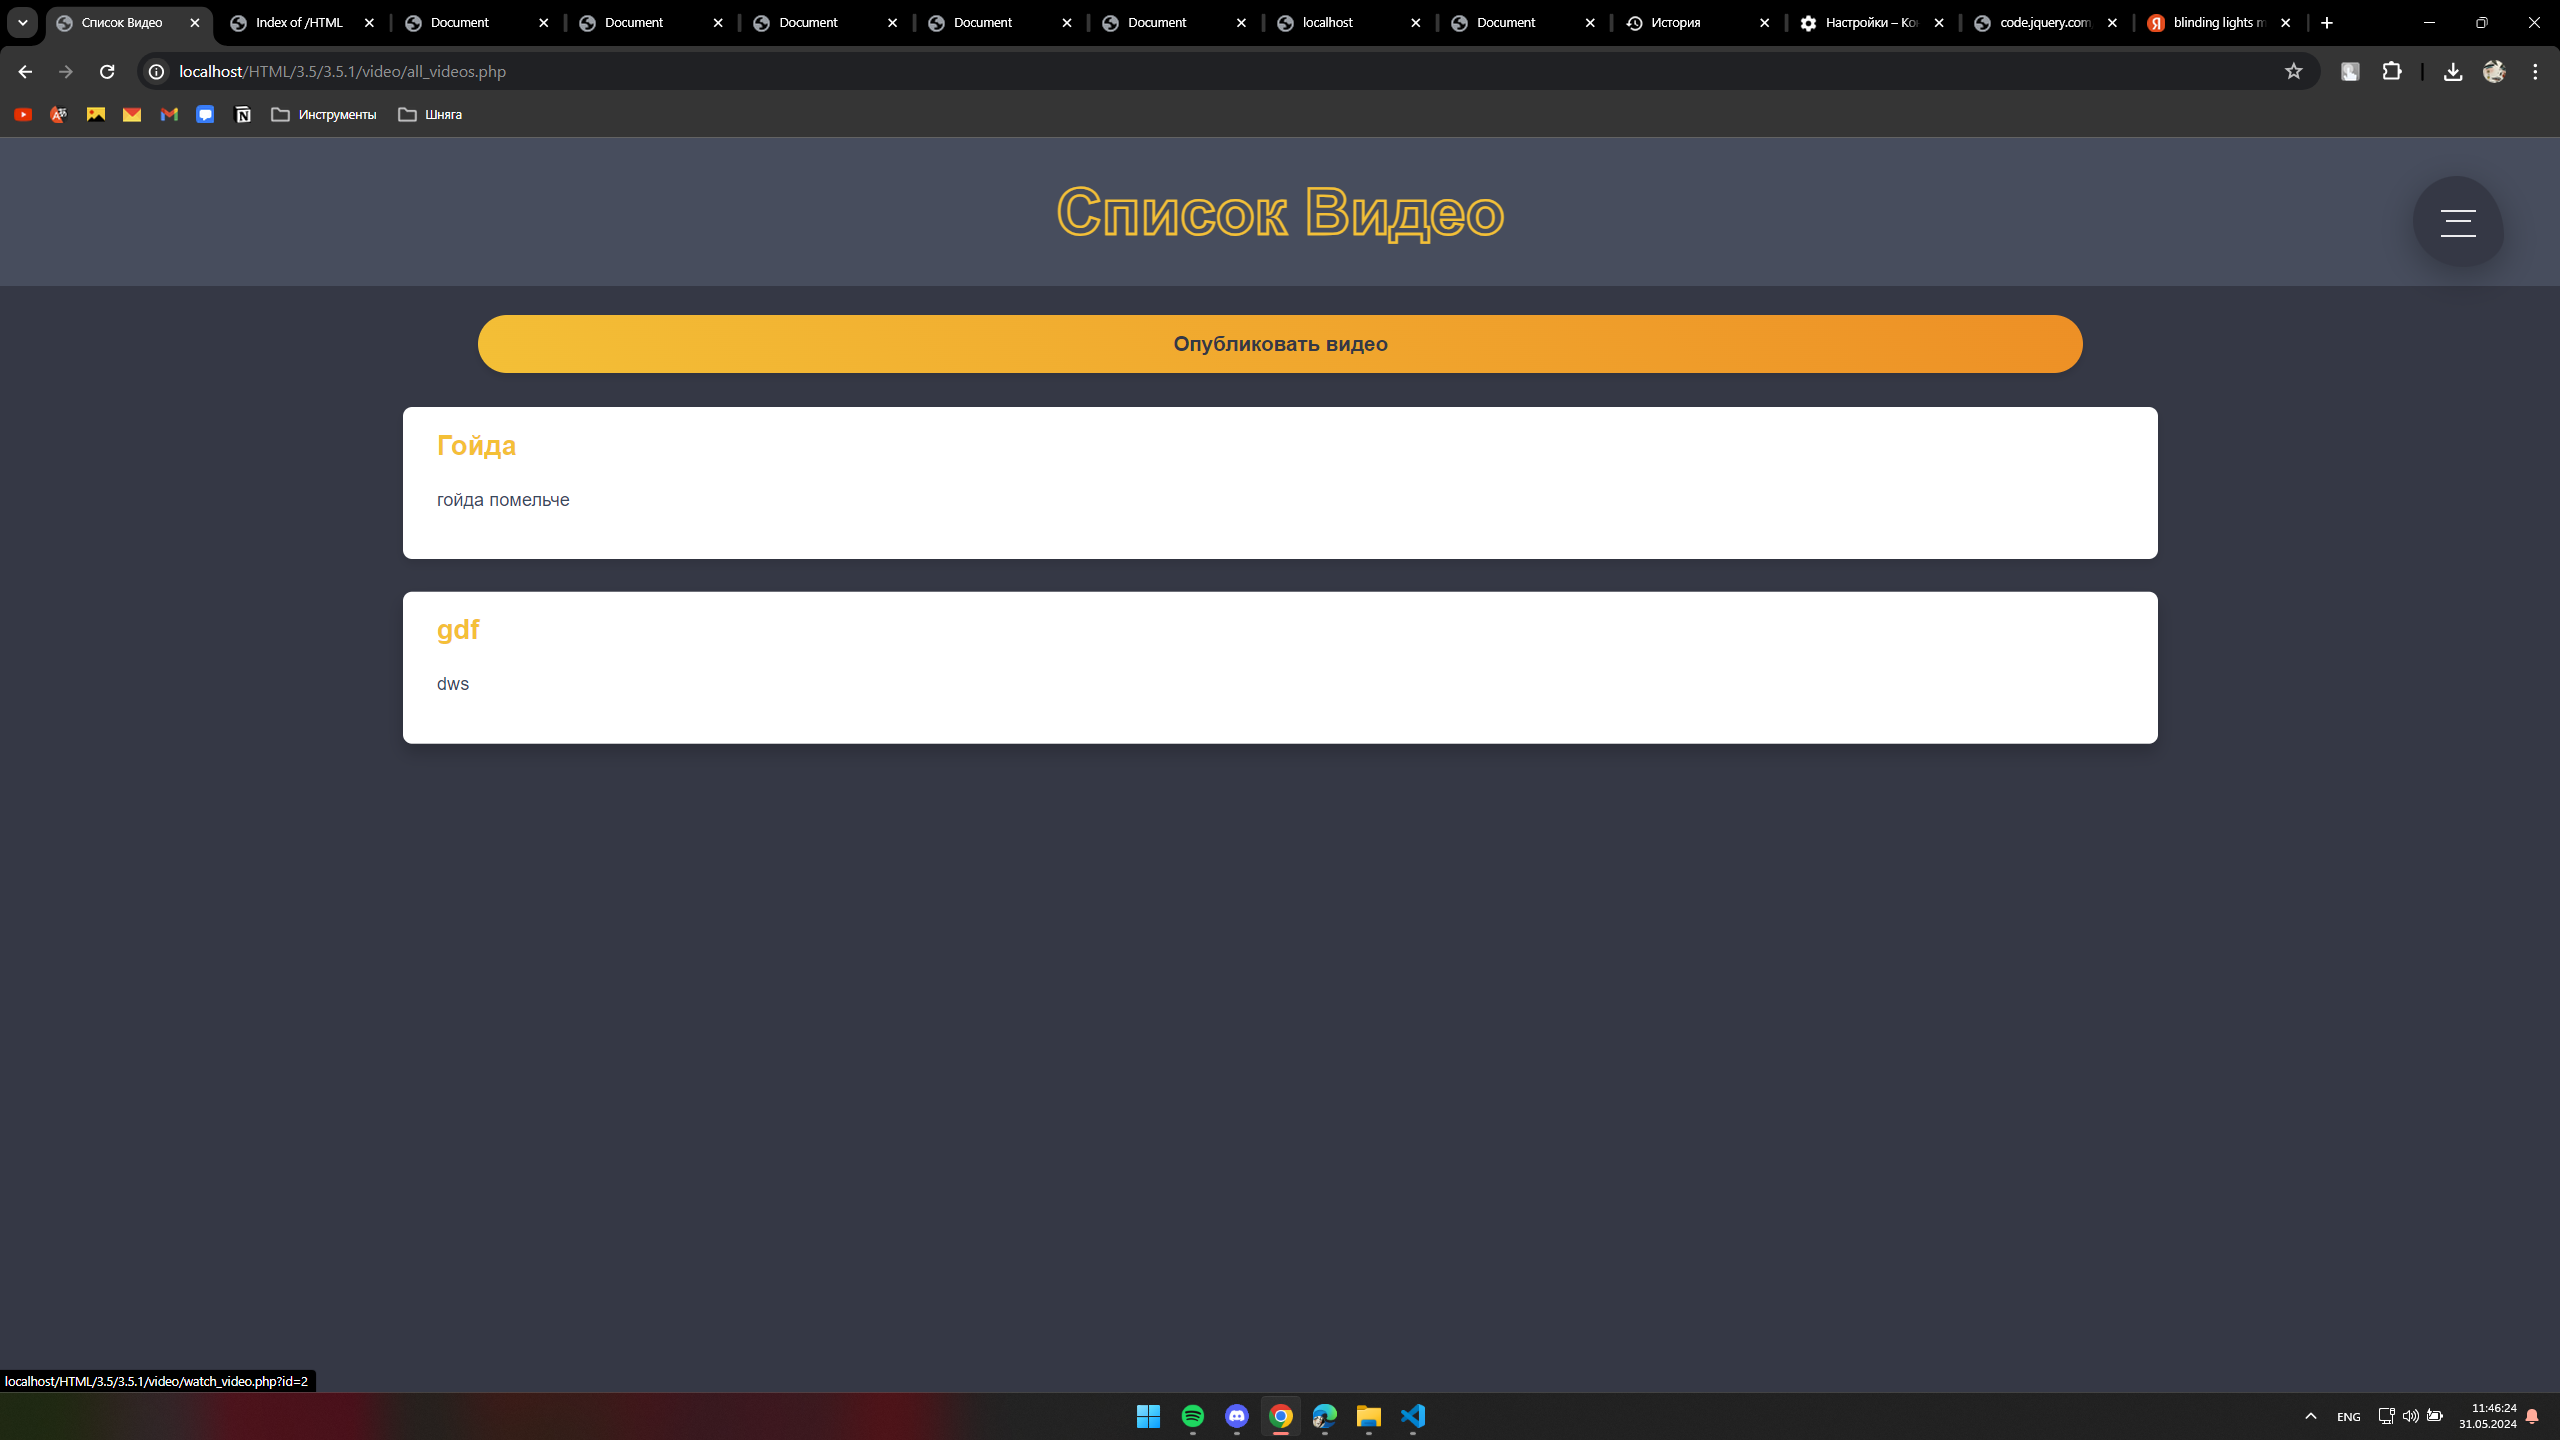 Список Видео
Index of /HTML
Document
Document
Document
Document
Document
localhost
Document
История
Настройки – Ко
code.jquery.com
blinding lights m
localhost/HTML/3.5/3.5.1/video/all_videos.php
Инструменты
Шняга
Список Видео
Опубликовать видео
Гойда
гойда помельче
gdf
dws
localhost/HTML/3.5/3.5.1/video/watch_video.php?id=2
ENG
11:46:24
31.05.2024